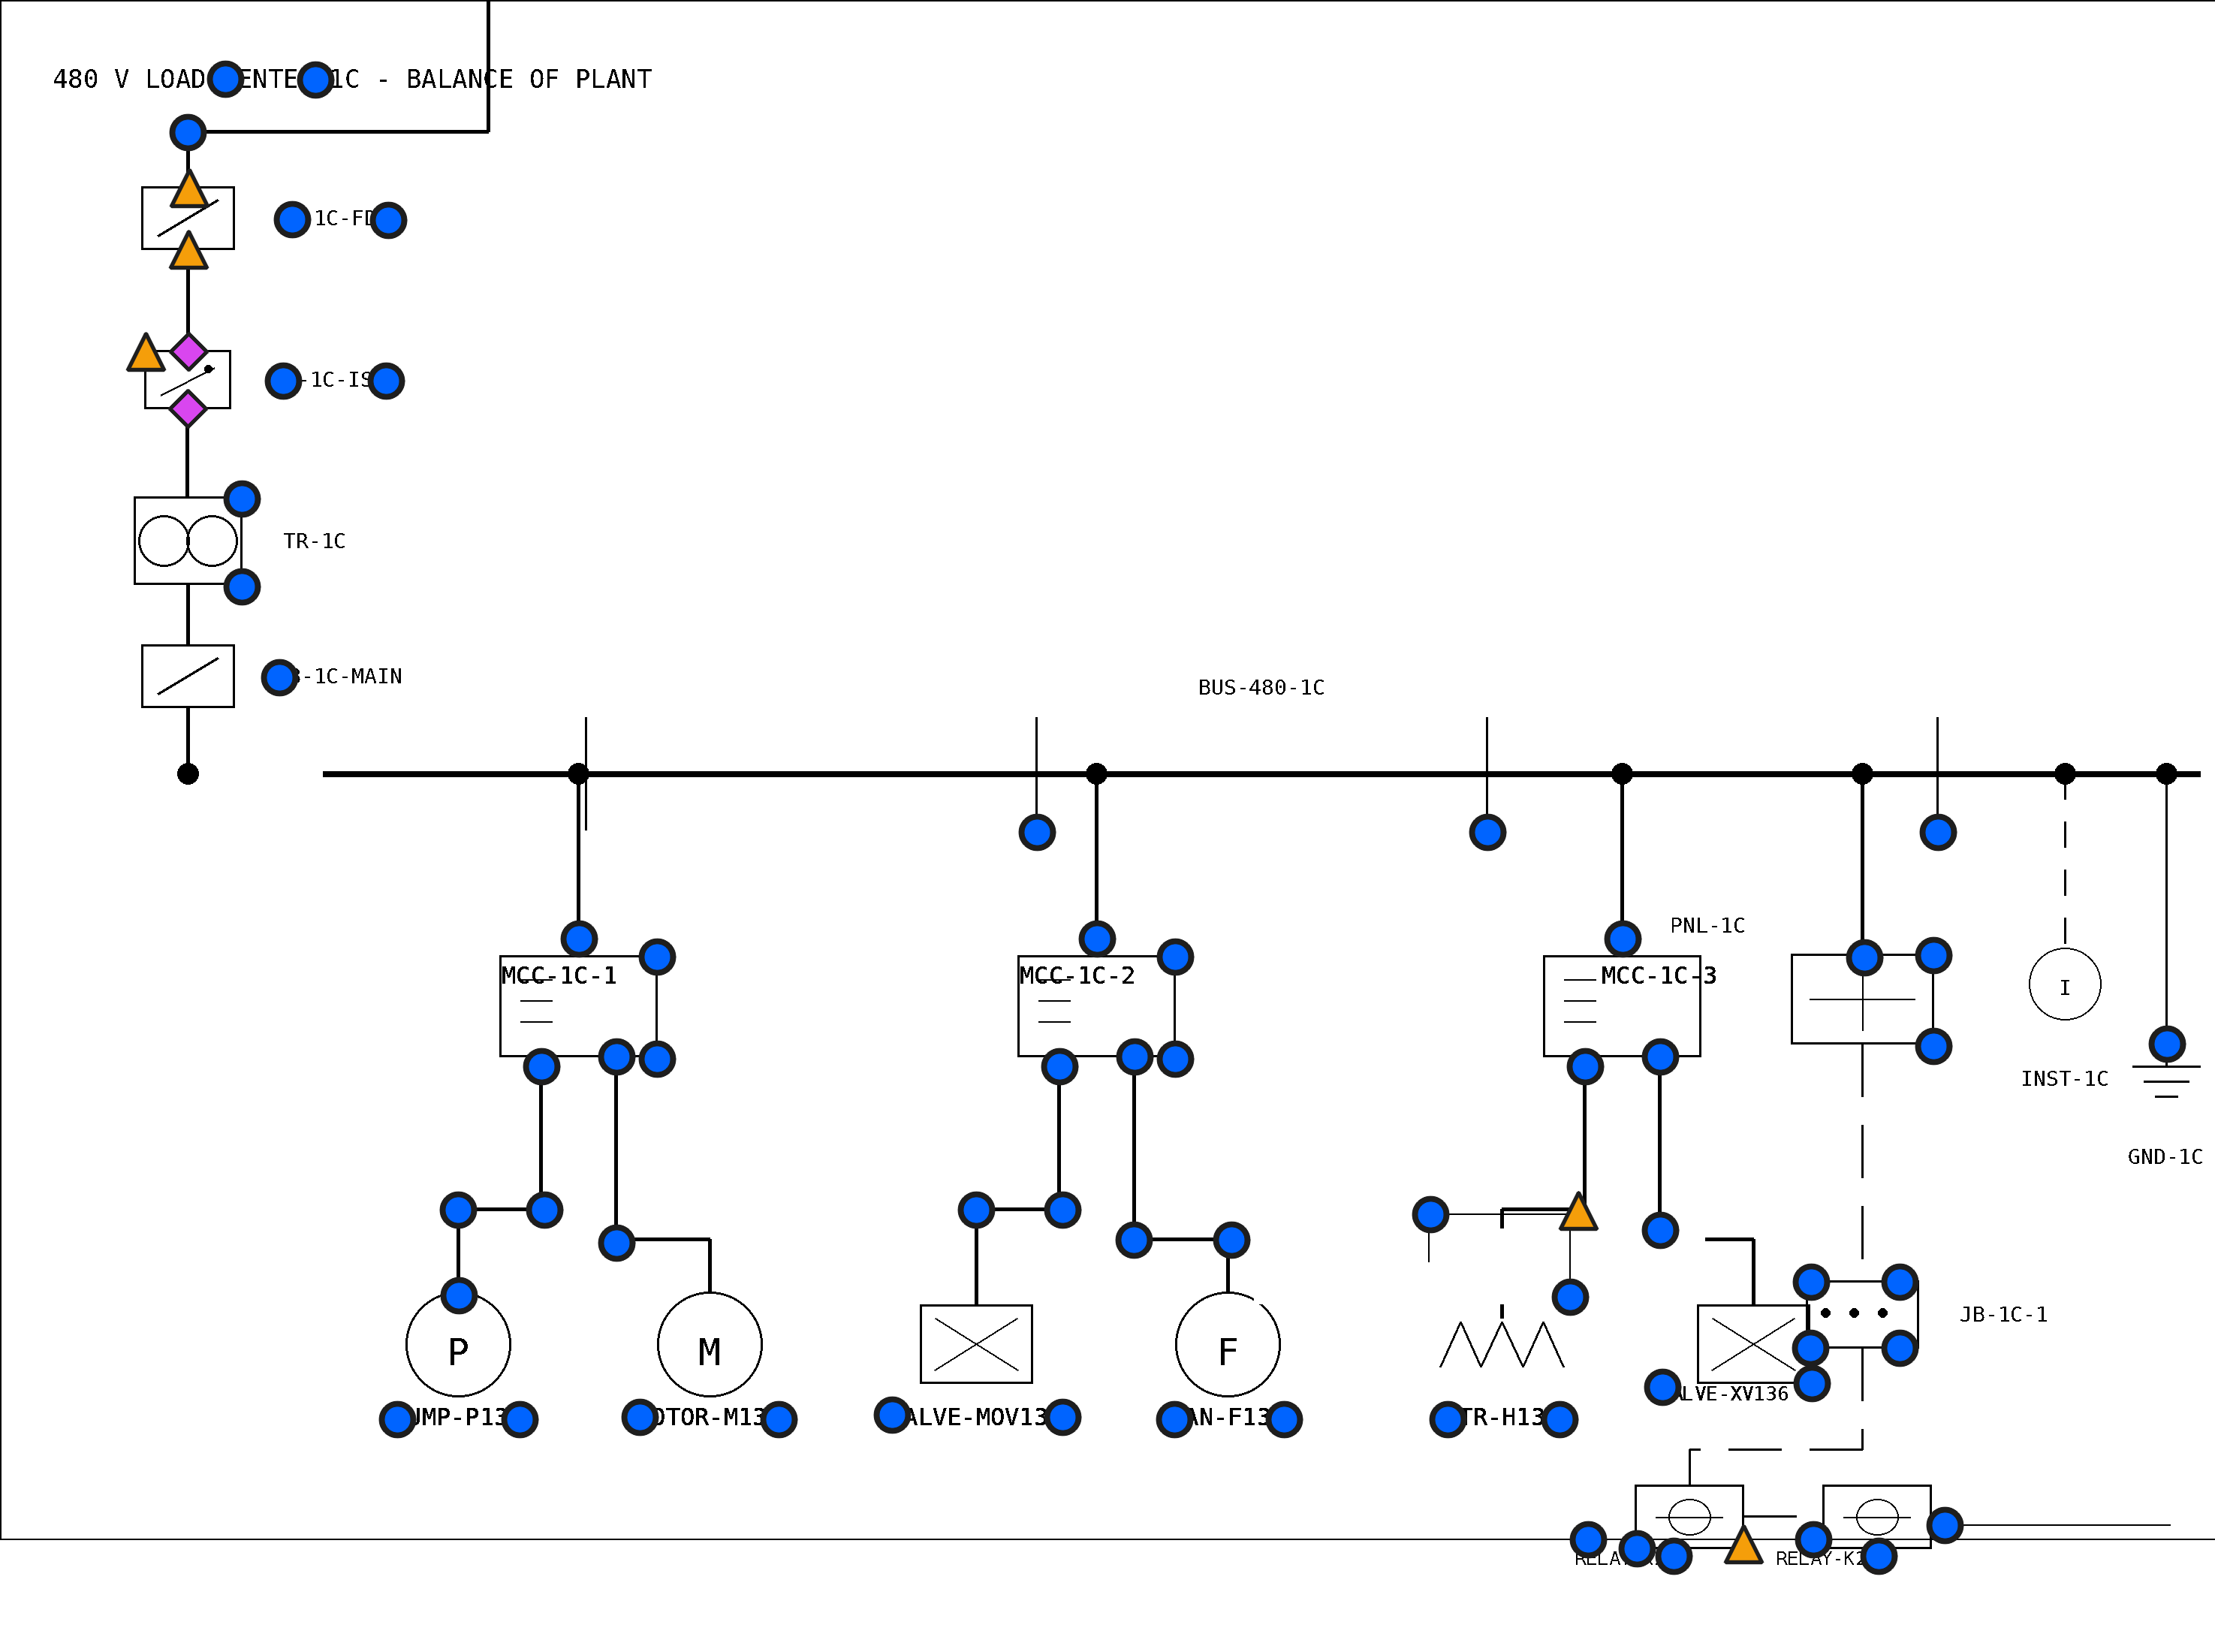 480 V LOAD 1C - BALANCE OF PLANT
1C-FD
-1C-IS
TR-1C
-1C-MAIN
BUS-480-1C
PNL-1C
MCC-1C-1
MCC-1C-2
MCC-1C-3
I
INST-1C
GND-1C
JB-1C-1
P
M
F
LVE-XV136
UMP-P13
OTOR-M13
ALVE-MOV13
AN-F13
TR-H13
RELAY-K2